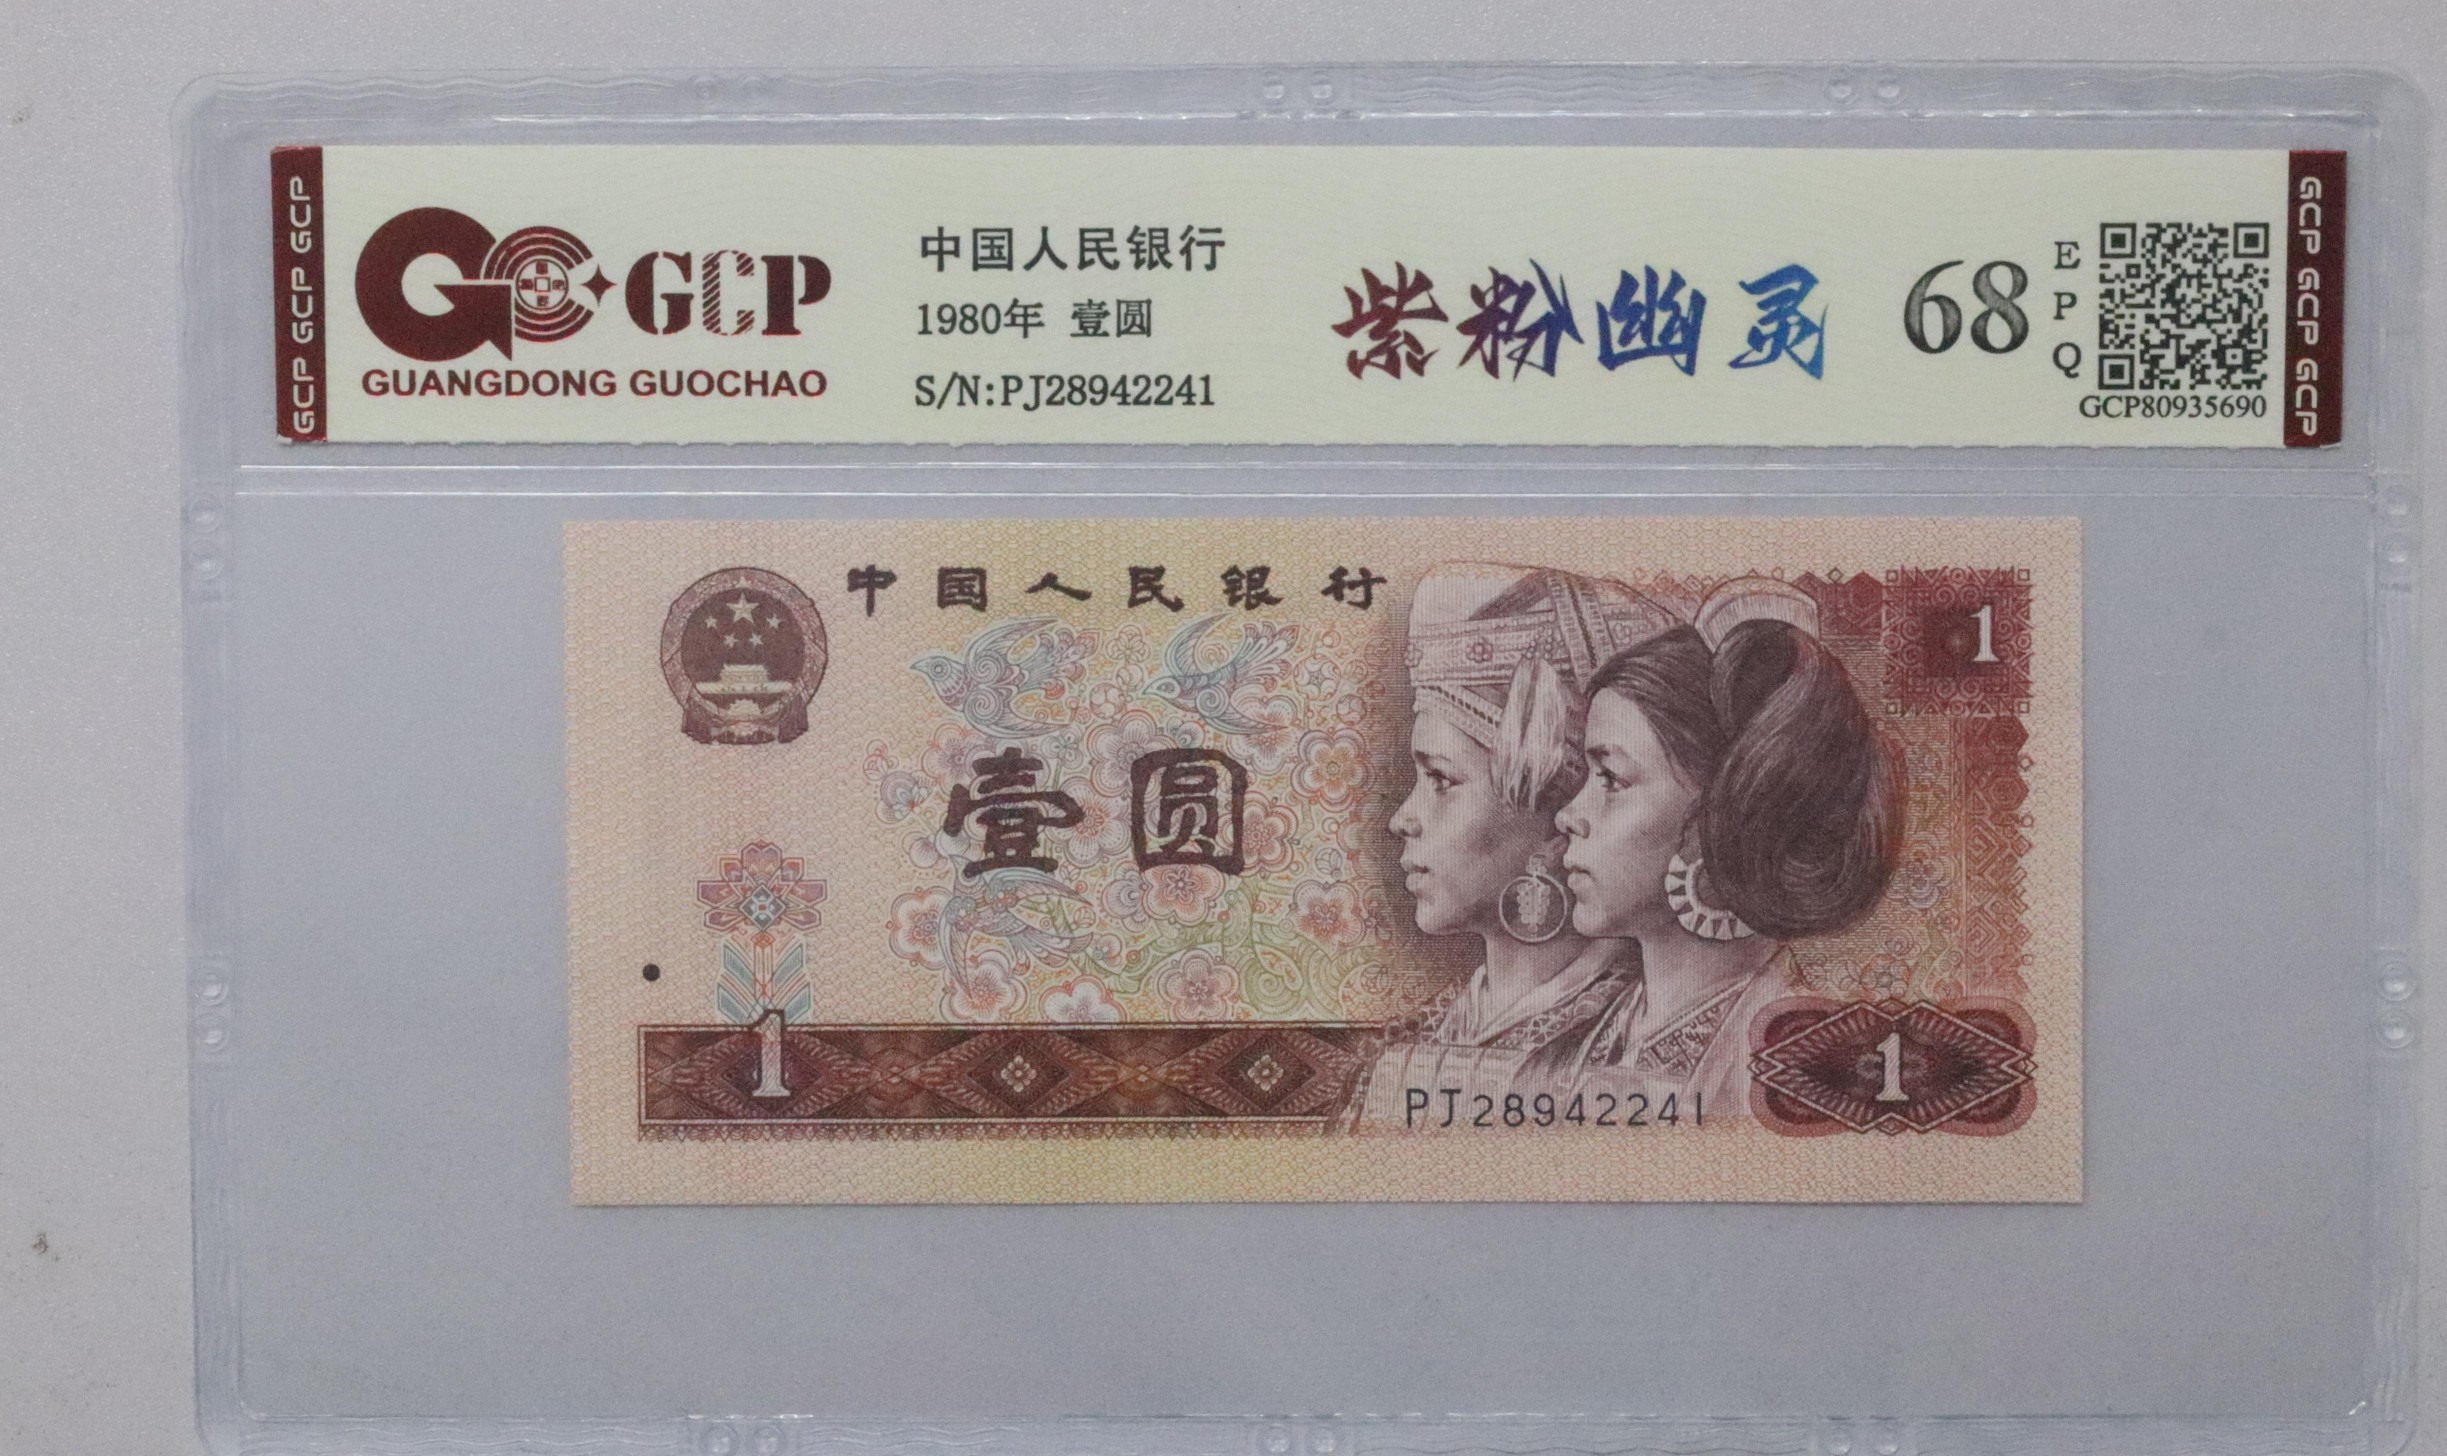 GCP GCP GCP
GCP
GUANGDONG GUOCHAO
中国人民银行
1980年 壹圆
S/N:PJ28942241
紫粉幽灵
68
E
P
Q
GCP80935690
GCP GCP GCP
中国人民银行
1
壹圆
1
1
PJ28942241